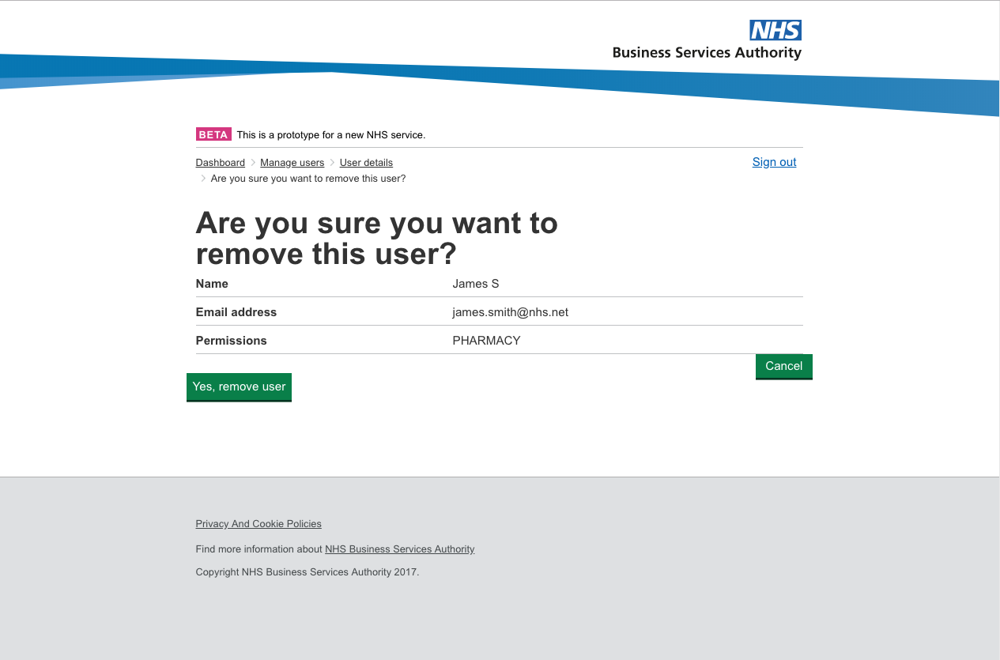 NHS
Business Services Authority
BETA This is a prototype for a new NHS service.
Dashboard Manage users User details Sign out
Are you sure you want to remove this user?
Are you sure you want to
remove this user?
Name James S
Email address james.smith@nhs.net
Permissions PHARMACY
Cancel
Yes, remove user
Privacy And Cookie Policies
Find more information about NHS Business Services Authority
Copyright NHS Business Services Authority 2017.